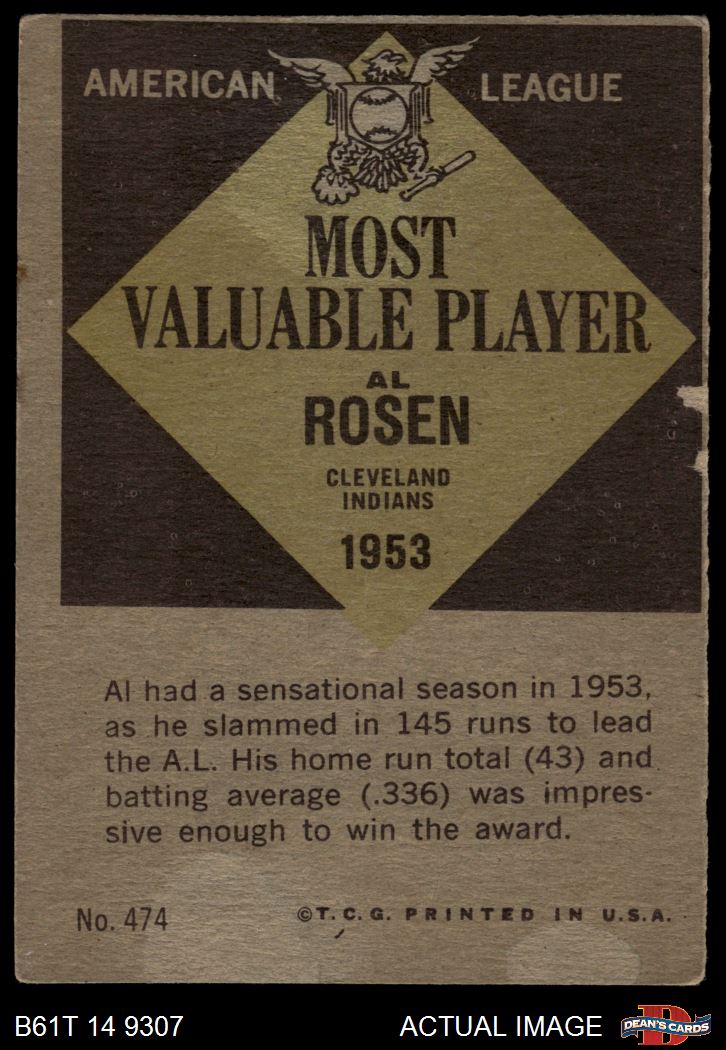 AMERICAN LEAGUE
MOST
VALUABLE PLAYER
AL
ROSEN
CLEVELAND
INDIANS
1953
Al had a sensational season in 1953,
as he slammed in 145 runs to lead
the A.L. His home run total (43) and
batting average (.336) was impres-
sive enough to win the award.
No. 474 ©T. C. G. PRINTED IN U.S.A.
B61T 14 9307 ACTUAL IMAGE D DEAN'S CARDS